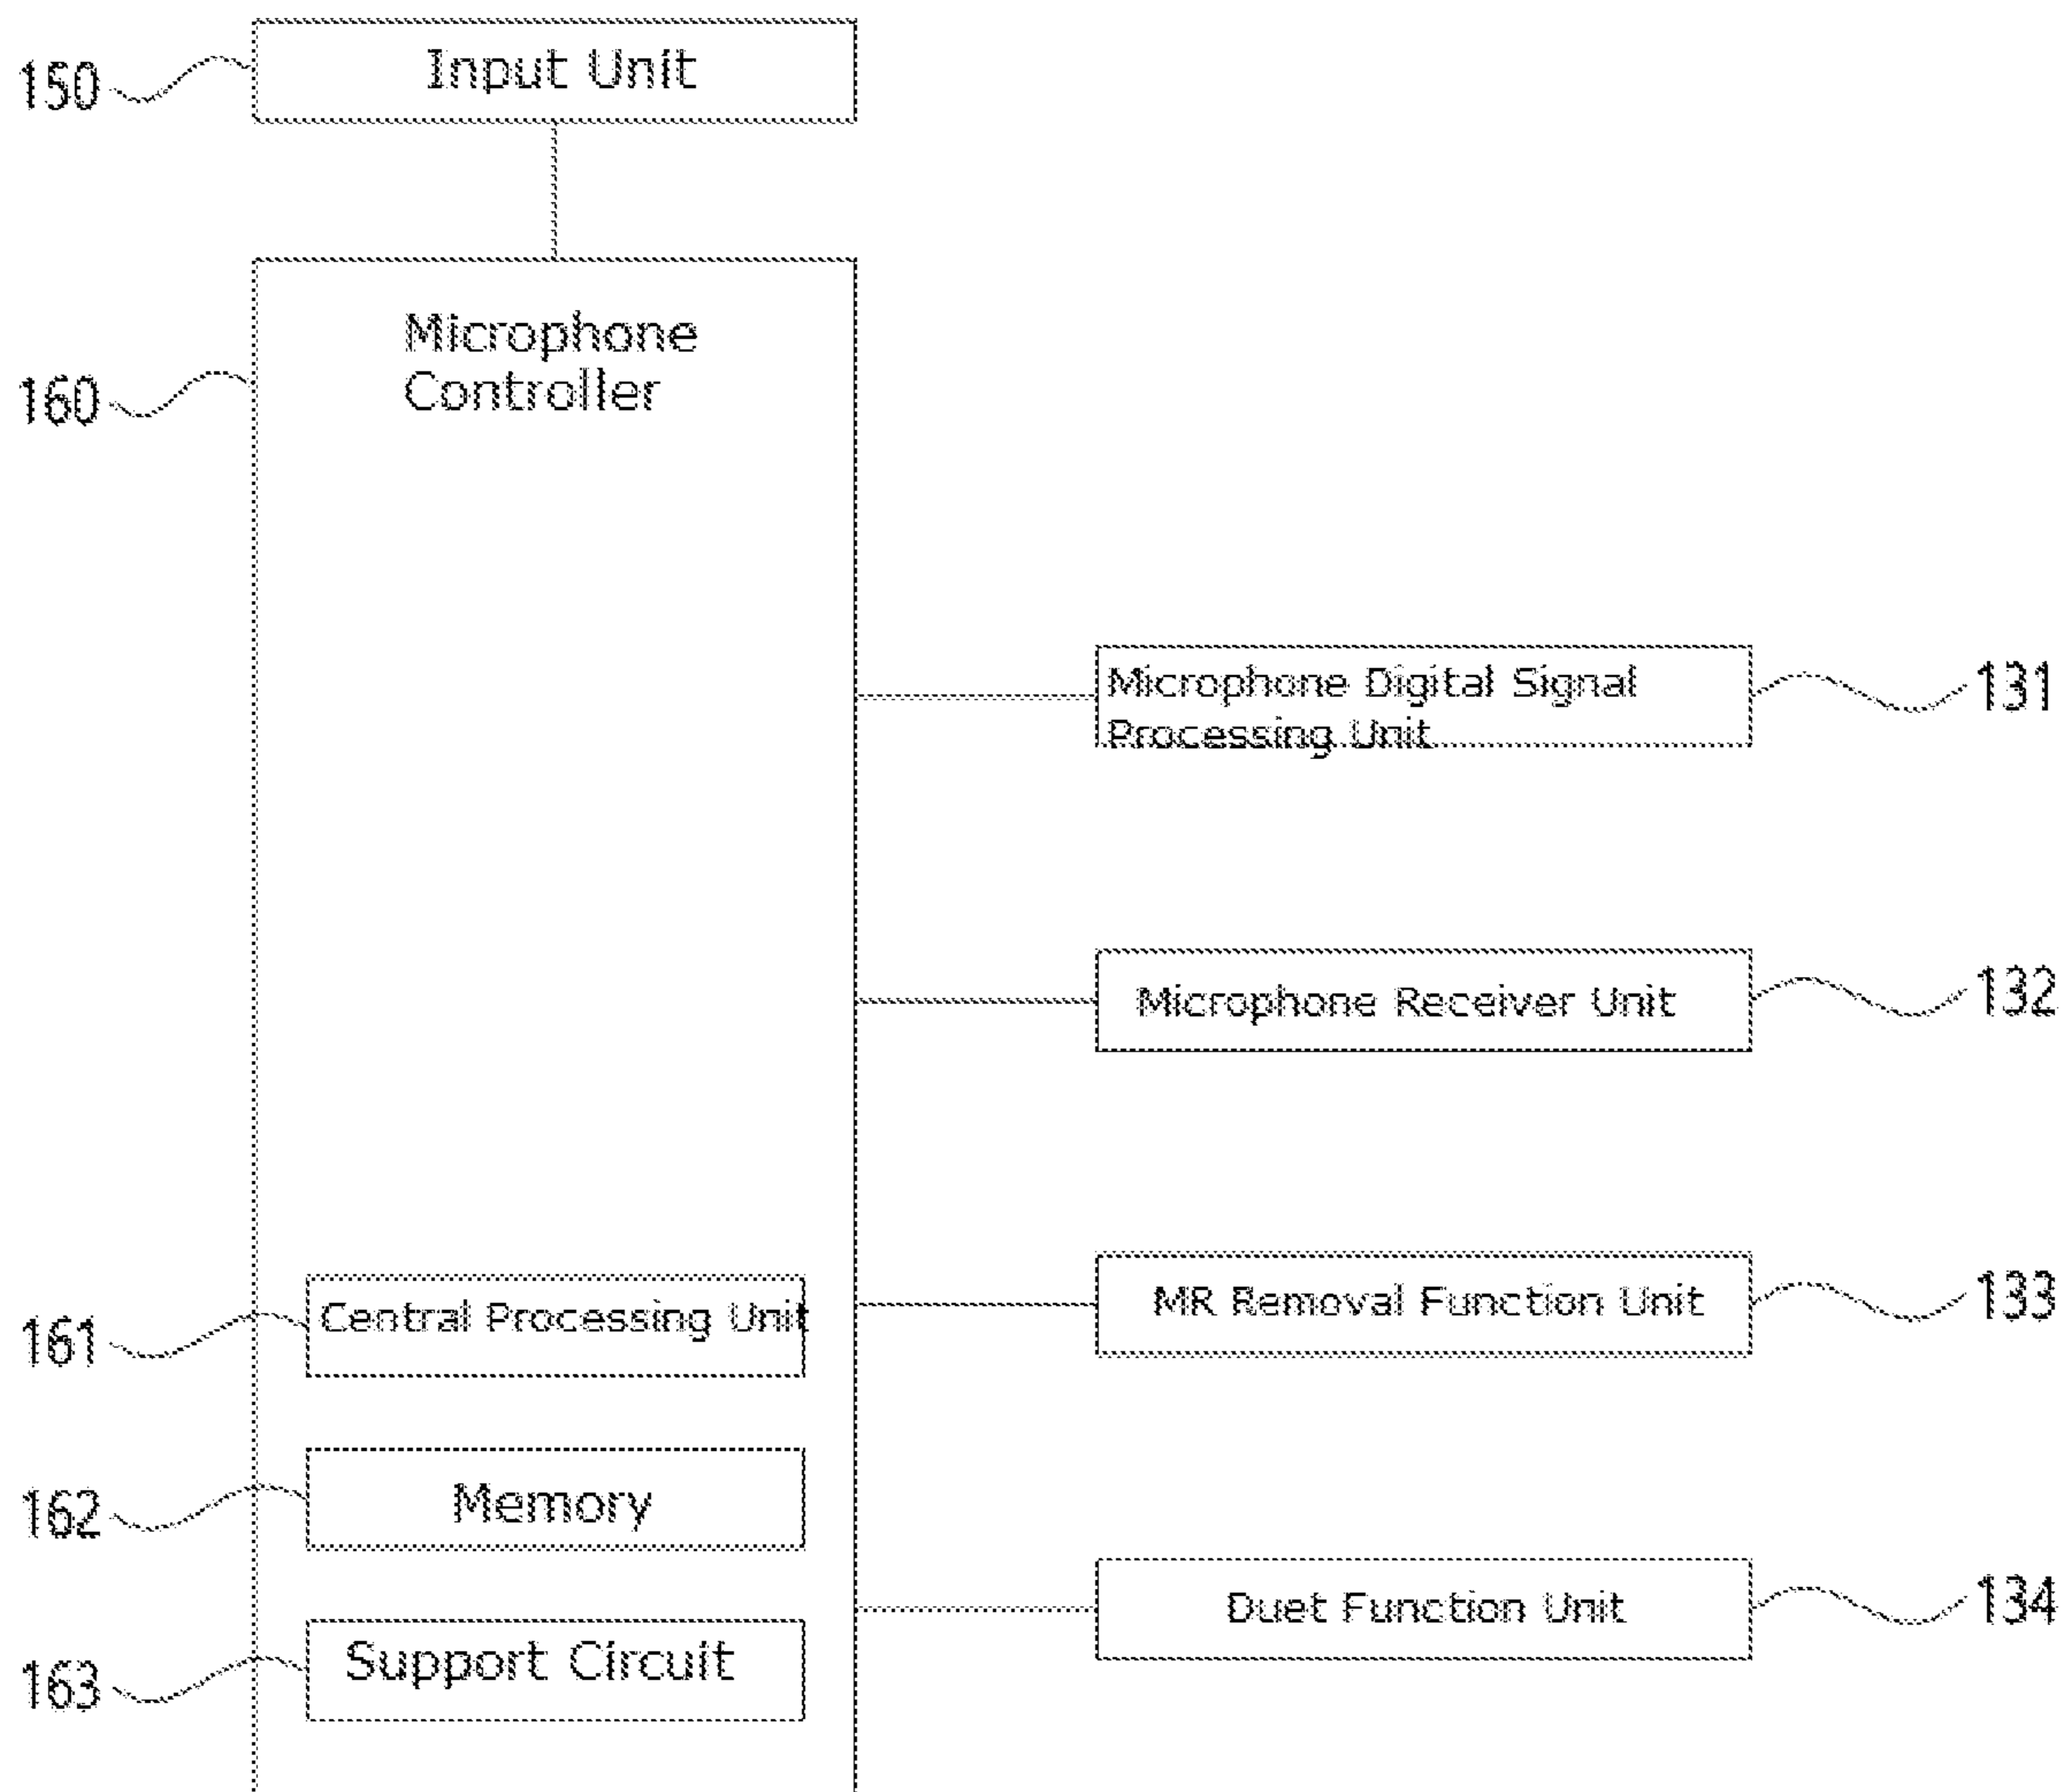 150
Input Unit
160
Microphone
Controller
Microphone Digital Signal
Processing Unit
131
Microphone Receiver Unit
132
161
Central Processing Unit
MR Removal Function Unit
133
162
Memory
163
Support Circuit
Duet Function Unit
134